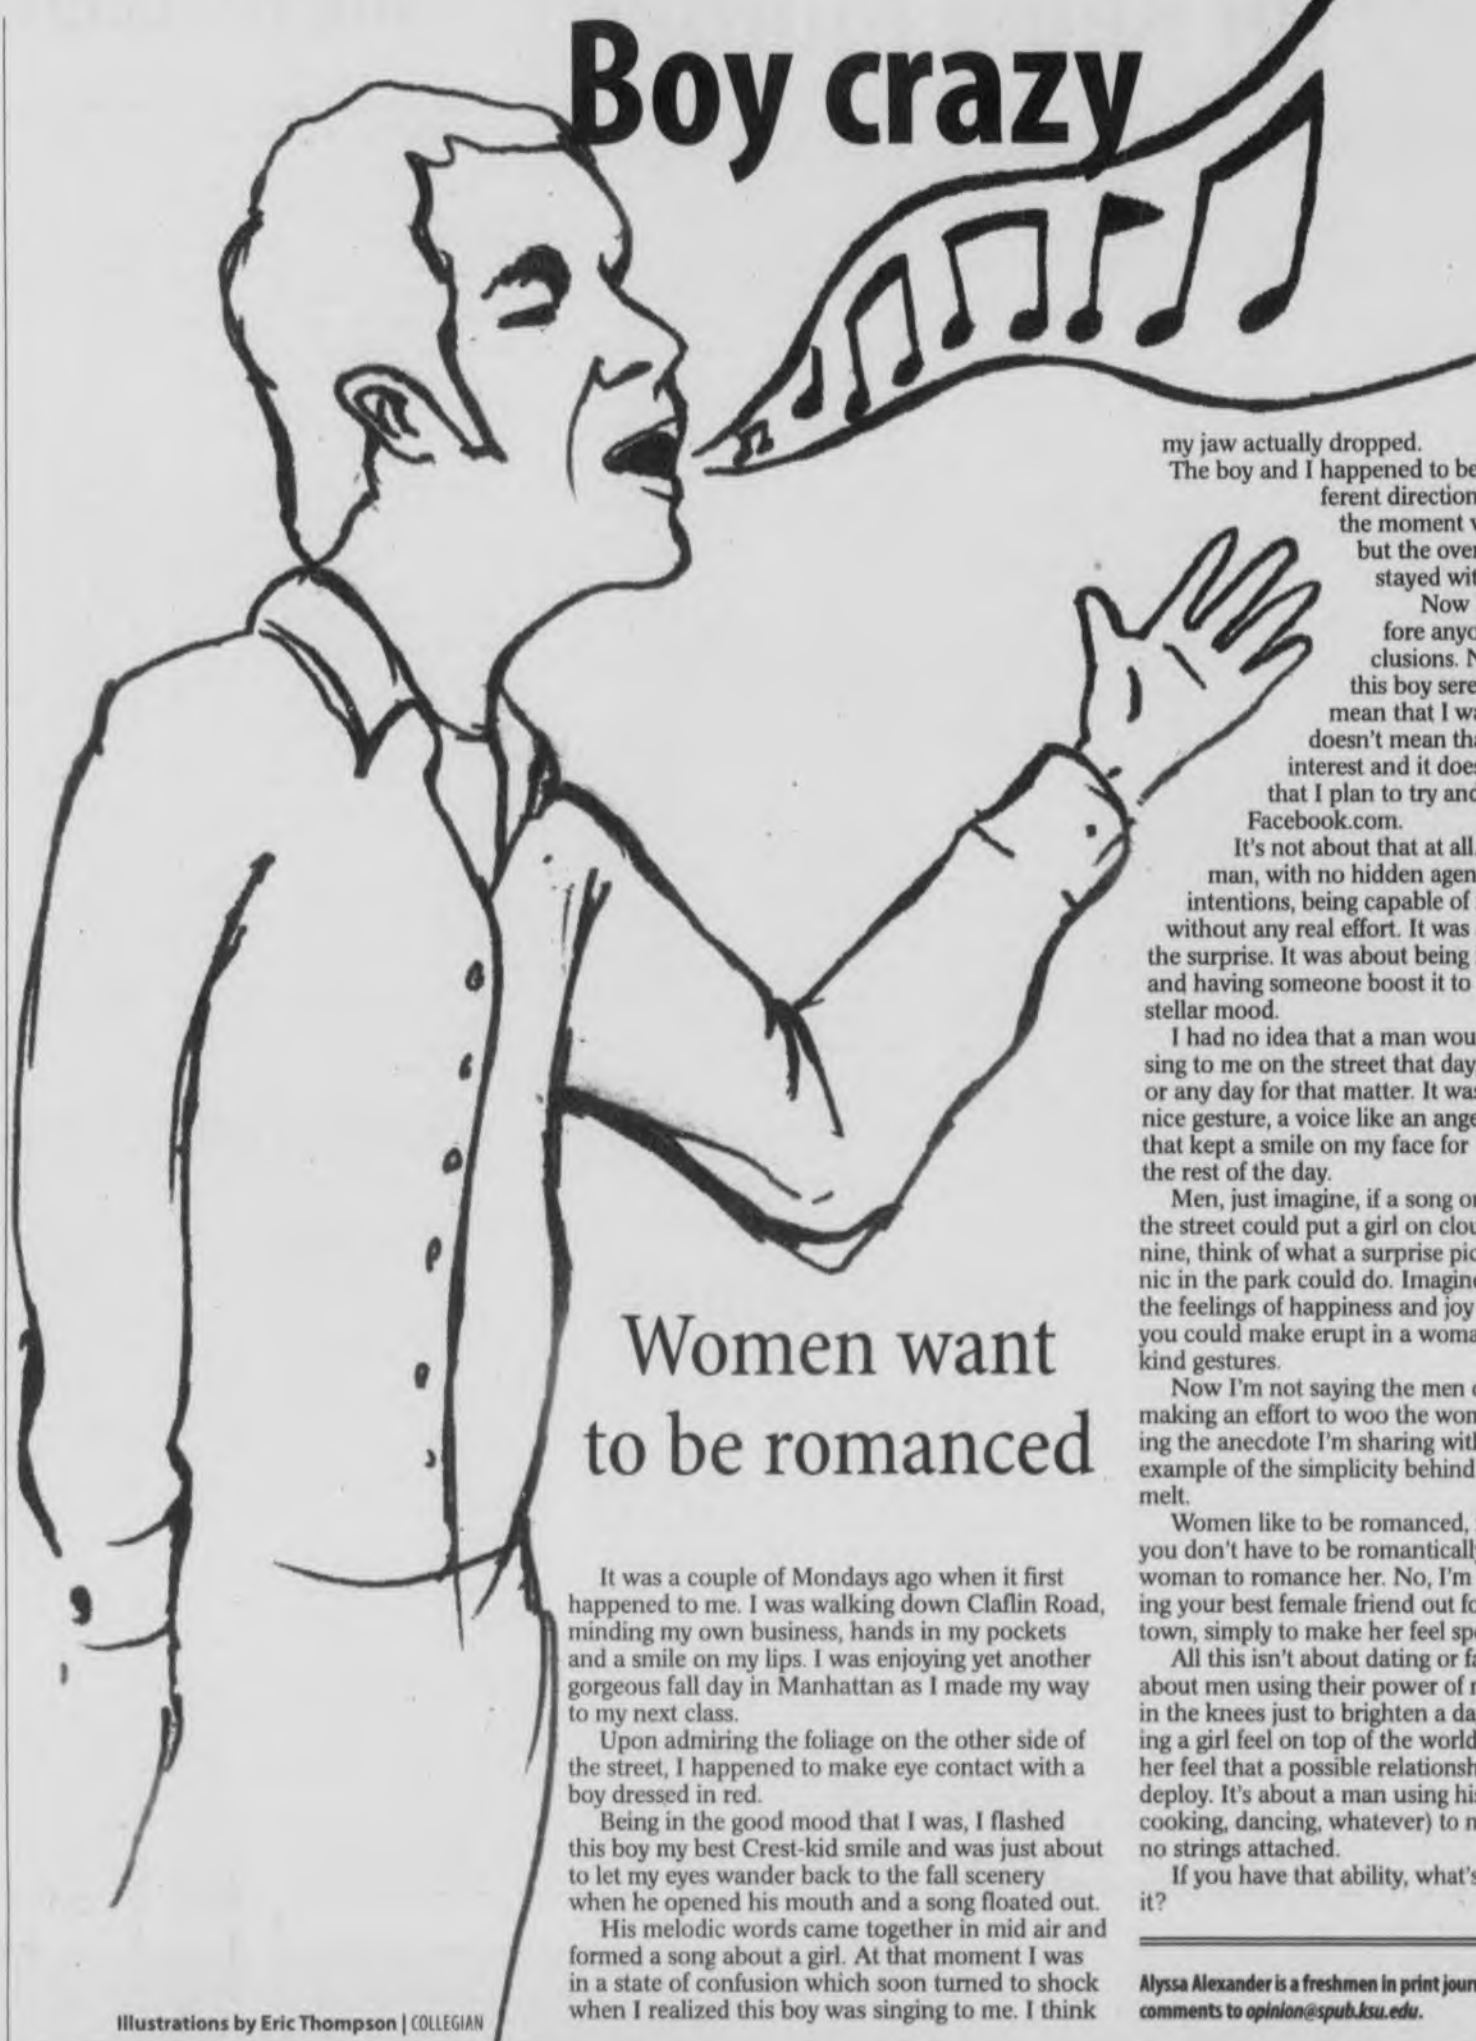 Boy crazy
Women want
to be romanced
It was a couple of Mondays ago when it first
happened to me. I was walking down Claflin Road,
minding my own business, hands in my pockets
and a smile on my lips. I was enjoying yet another
gorgeous fall day in Manhattan as I made my way
to my next class.
Upon admiring the foliage on the other side of
the street, I happened to make eye contact with a
boy dressed in red.
Being in the good mood that I was, I flashed
this boy my best Crest-kid smile and was just about
to let my eyes wander back to the fall scenery
when he opened his mouth and a song floated out.
His melodic words came together in mid air and
formed a song about a girl. At that moment I was
in a state of confusion which soon turned to shock
when I realized this boy was singing to me. I think
my jaw actually dropped.
The boy and I happened to be
ferent direction
the moment
but the
stayed
Now
fore
clusions.
this boy
mean that I
doesn't mean
interest and it
that I plan to try and
Facebook.com.
It's not about that at all.
man, with no hidden
intentions, being capable of
without any real effort. It was
the surprise. It was about being
and having someone boost it to
stellar mood.
I had no idea that a man
sing to me on the street that day
or any day for that matter. It was
nice gesture, a voice like an
that kept a smile on my face for
the rest of the day.
Men, just imagine, if a song
the street could put a girl on
nine, think of what a surprise pic
nic in the park could do. Imagine
the feelings of happiness and joy
you could make erupt in a
kind gestures.
Now I'm not saying the men
making an effort to woo the
ing the anecdote I'm sharing
example of the simplicity behind
melt.
Women like to be romanced,
you don't have to be romantically
woman to romance her. No, I'm
ing your best female friend out
town, simply to make her feel
All this isn't about dating or
about men using their power of
in the knees just to brighten a
ing a girl feel on top of the world
her feel that a possible
deploy. It's about a man using his
cooking, dancing, whatever) to
no strings attached.
If you have that ability, what's
it?
Alyssa Alexander is a freshmen in print
comments to opinion@spub.ksu.edu.
Illustrations by Eric Thompson | COLLEGIAN